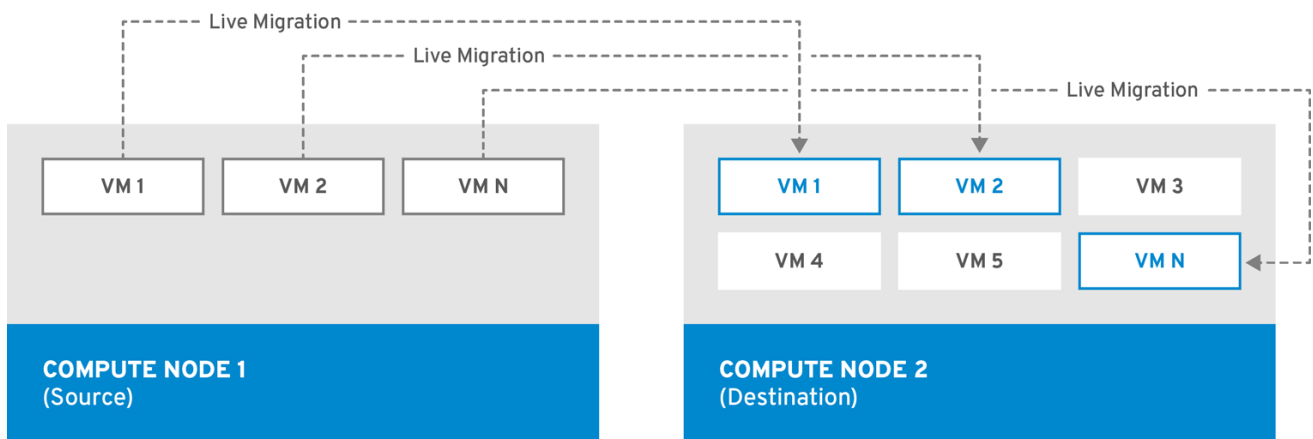 Live Migration
Live Migration
Live Migration
VM 1
VM 2
VM N
COMPUTE NODE 1
(Source)
VM 1
VM 2
VM 3
VM 4
VM 5
VM N
COMPUTE NODE 2
(Destination)